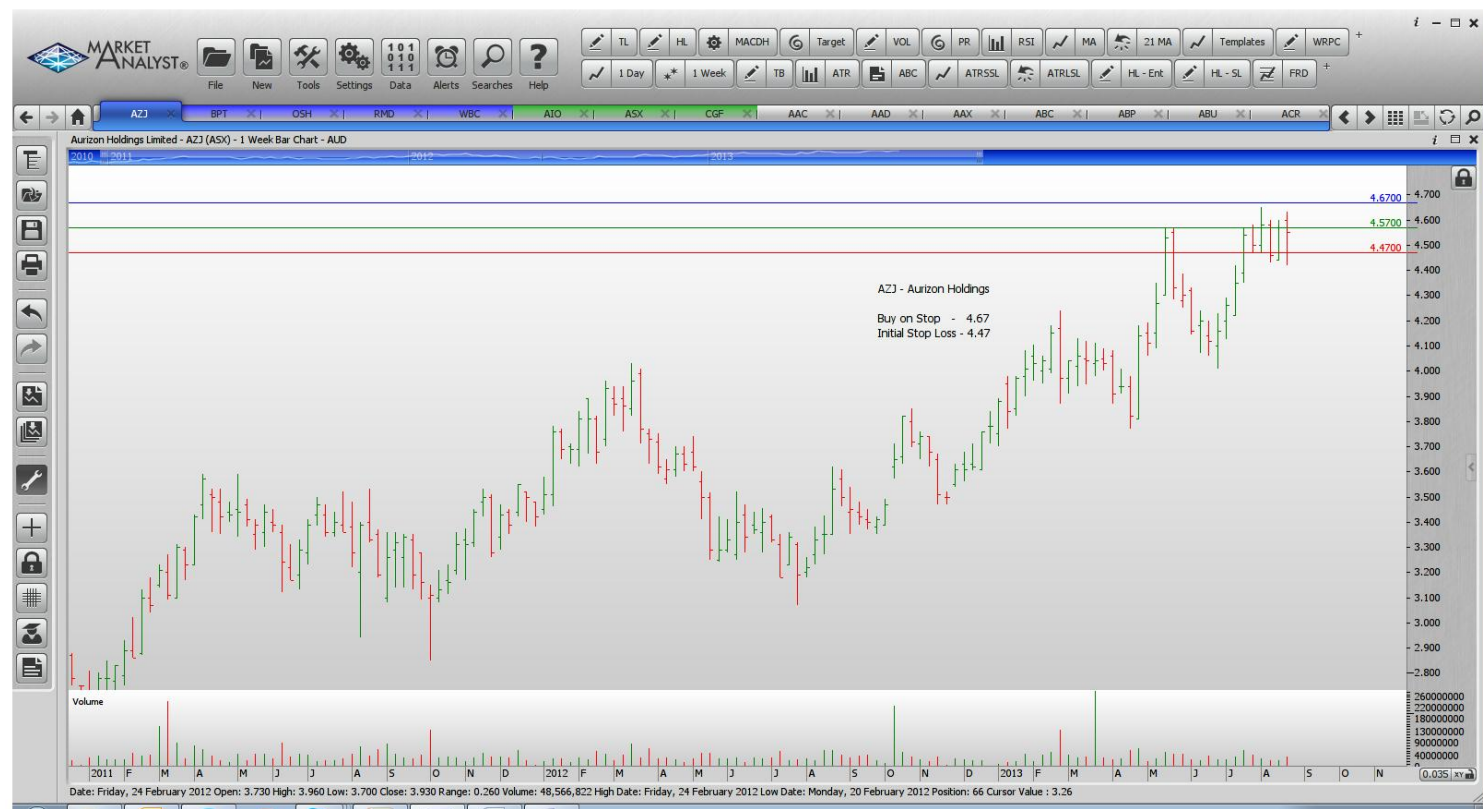 MARKET
ANALYST®
File New Tools Settings Data Alerts Searches Help
TL HL MACDH Target VOL PR RSI MA 21 MA Templates WRPC +
1 Day 1 Week TB ATR ABC ATRSSL ATRLSL HL - Ent HL - SL FRD +
AZJ BPT OSH RMD WBC AIO ASX CGF AAC AAD AAX ABC ABP ABU ACR
Aurizon Holdings Limited - AZJ (ASX) - 1 Week Bar Chart - AUD
2010 2011 2012 2013
4.6700
4.5700
4.4700
4.700
4.600
4.500
4.400
4.300
4.200
4.100
4.000
3.900
3.800
3.700
3.600
3.500
3.400
3.300
3.200
3.100
3.000
2.900
2.800
AZJ - Aurizon Holdings
Buy on Stop - 4.67
Initial Stop Loss - 4.47
Volume
260000000
220000000
180000000
130000000
90000000
40000000
0
2011 F M A M J J A S O N D 2012 F M A M J J A S O N D 2013 F M A M J J A S O N
0.035 XY
Date: Friday, 24 February 2012 Open: 3.730 High: 3.960 Low: 3.700 Close: 3.930 Range: 0.260 Volume: 48,566,822 High Date: Friday, 24 February 2012 Low Date: Monday, 20 February 2012 Position: 66 Cursor Value : 3.26